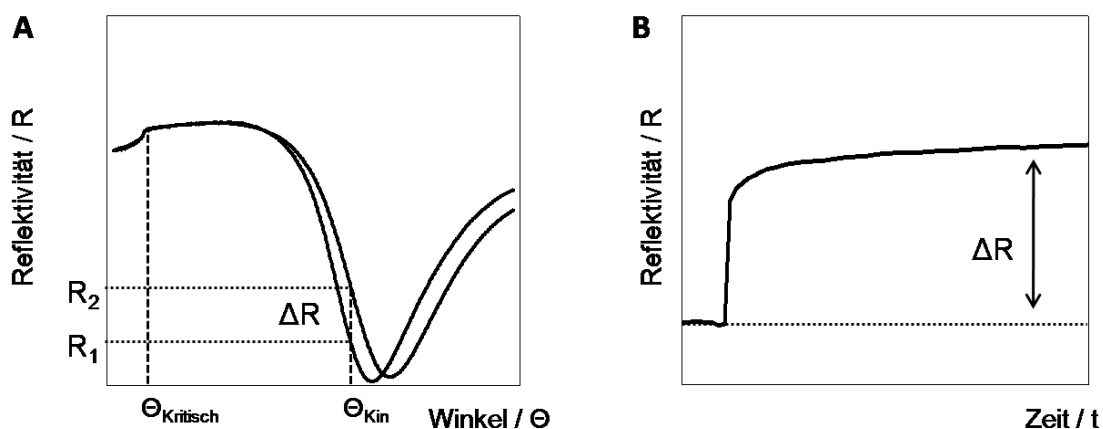 A
Reflektivität / R
R₂
ΔR
R₁
ΘKritisch
ΘKin
Winkel / Θ
B
Reflektivität / R
ΔR
Zeit / t